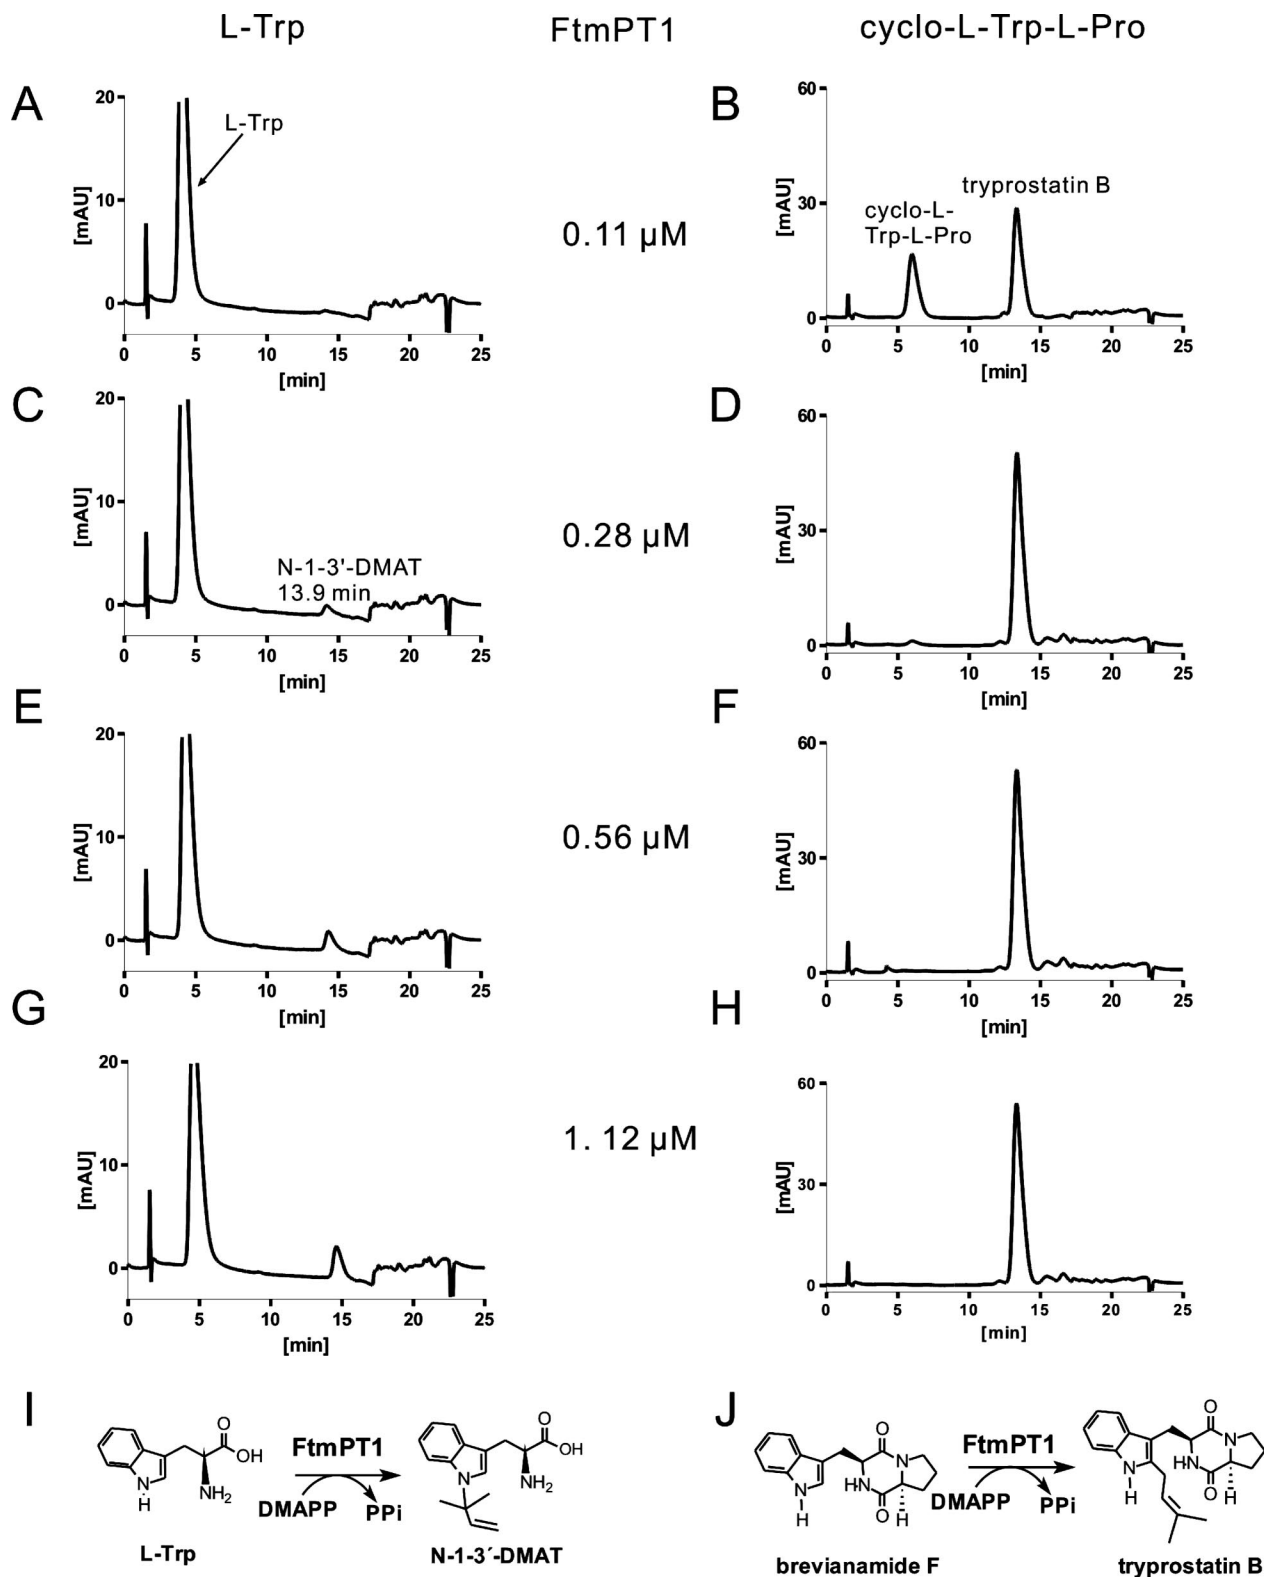 L-Trp
FtmPT1
cyclo-L-Trp-L-Pro
A
20
10
0
[mAU]
L-Trp
0 5 10 15 20 25
[min]
0.11 µM
B
60
30
0
[mAU]
cyclo-L-
Trp-L-Pro
tryprostatin B
0 5 10 15 20 25
[min]
C
20
10
0
[mAU]
N-1-3'-DMAT
13.9 min
0 5 10 15 20 25
[min]
0.28 µM
D
60
30
0
[mAU]
0 5 10 15 20 25
[min]
E
20
10
0
[mAU]
0 5 10 15 20 25
[min]
0.56 µM
F
60
30
0
[mAU]
0 5 10 15 20 25
[min]
G
20
10
0
[mAU]
0 5 10 15 20 25
[min]
1. 12 µM
H
60
30
0
[mAU]
0 5 10 15 20 25
[min]
I
O
OH
N
H
NH2
L-Trp
FtmPT1
DMAPP
PPi
O
OH
N
NH2
N-1-3´-DMAT
J
O
N
N
H
HN
O
H
brevianamide F
FtmPT1
DMAPP
PPi
O
N
N
H
HN
O
H
tryprostatin B